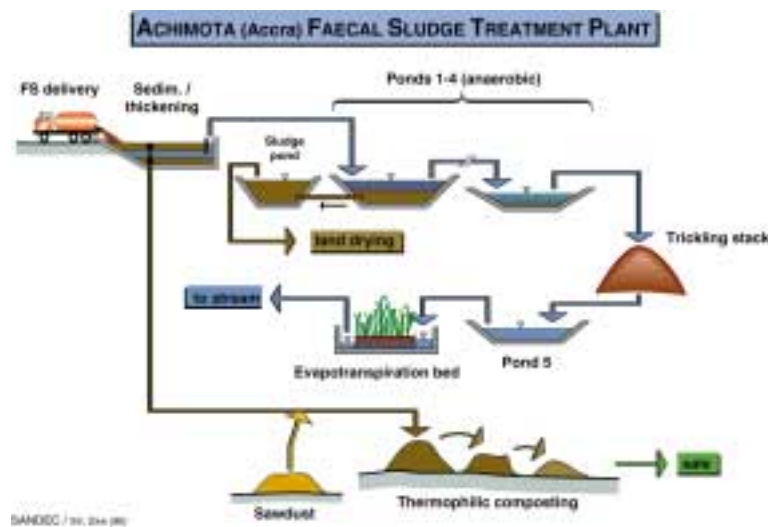 ACHIMOTA (Accra) FAECAL SLUDGE TREATMENT PLANT
Ponds 1-4 (anaerobic)
FS delivery
Sedim. /
thickening
Sludge
pond
land drying
Trickling stack
to stream
Evapotranspiration bed
Pond 5
sale
Sawdust
Thermophilic composting
SANDEC /